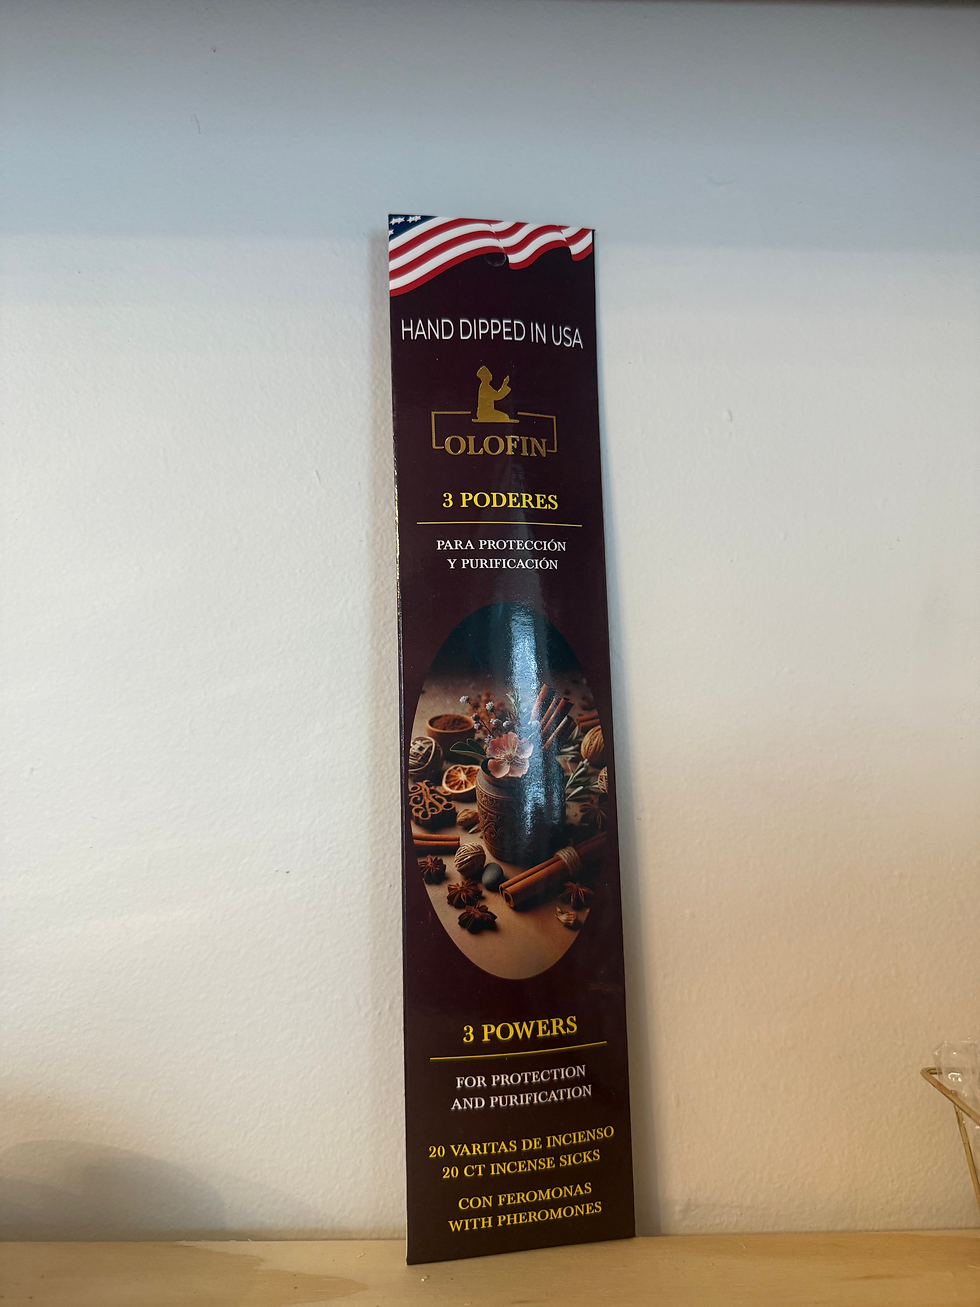 HAND DIPPED IN USA
OLOFIN
3 PODERES
PARA PROTECCIÓN
Y PURIFICACIÓN
3 POWERS
FOR PROTECTION
AND PURIFICATION
20 VARITAS DE INCIENSO
20 CT INCENSE SICKS
CON FEROMONAS
WITH PHEROMONES